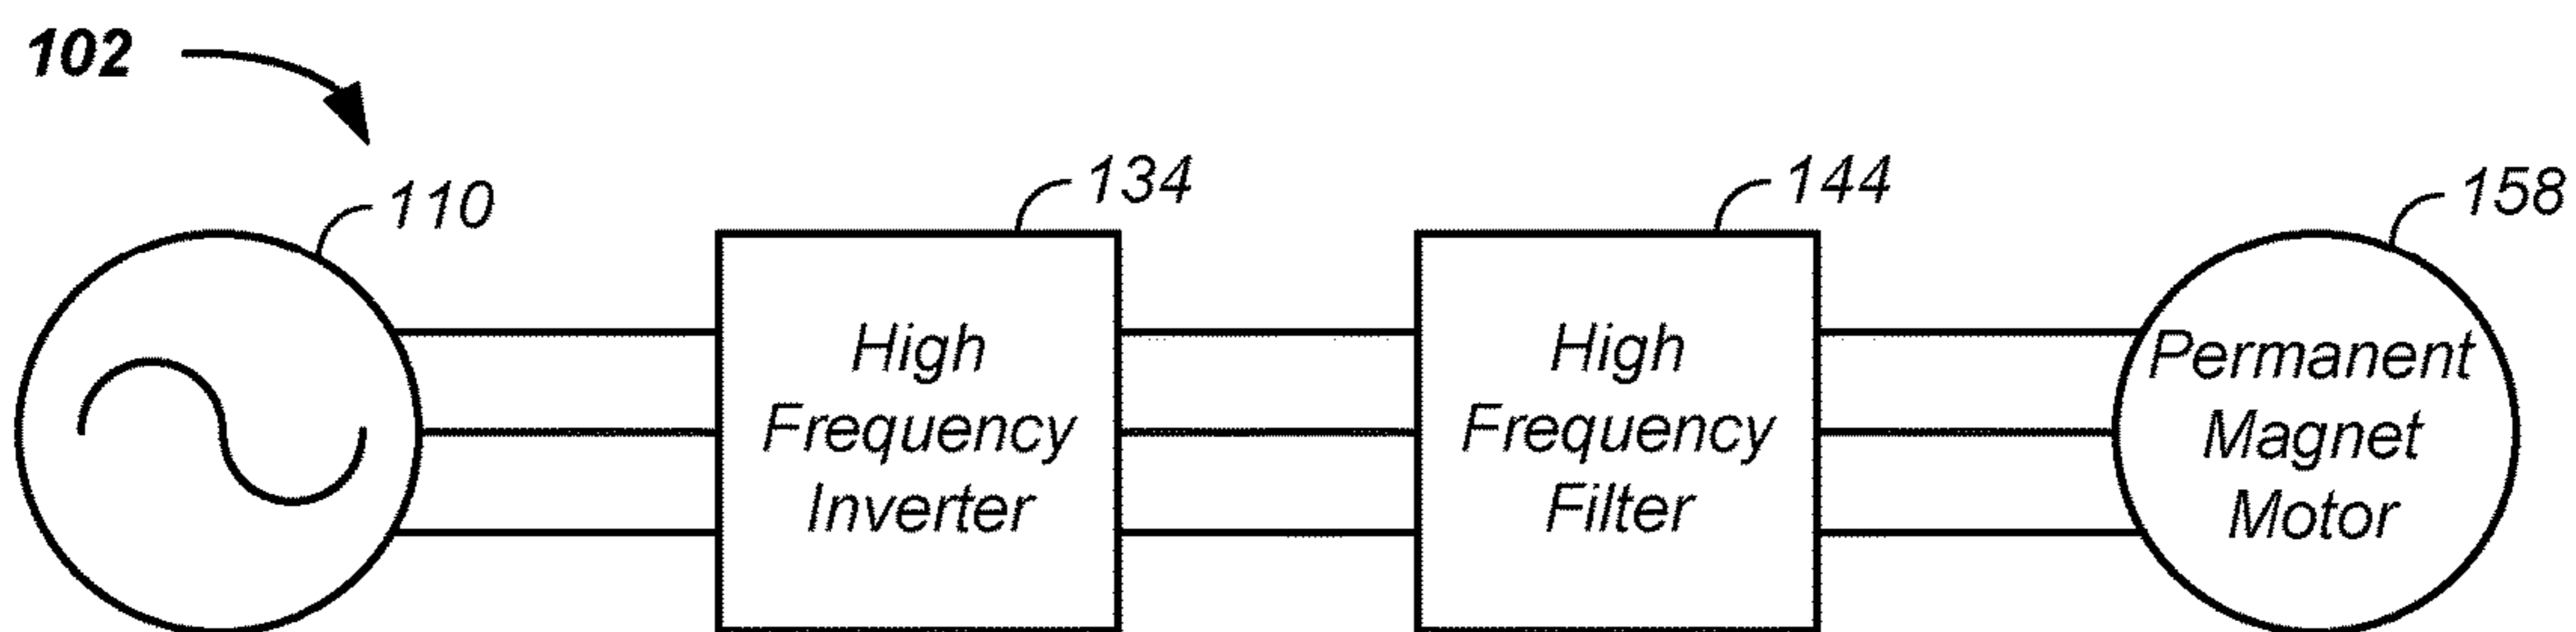 102
110
134
144
158
High
Frequency
Inverter
High
Frequency
Filter
Permanent
Magnet
Motor